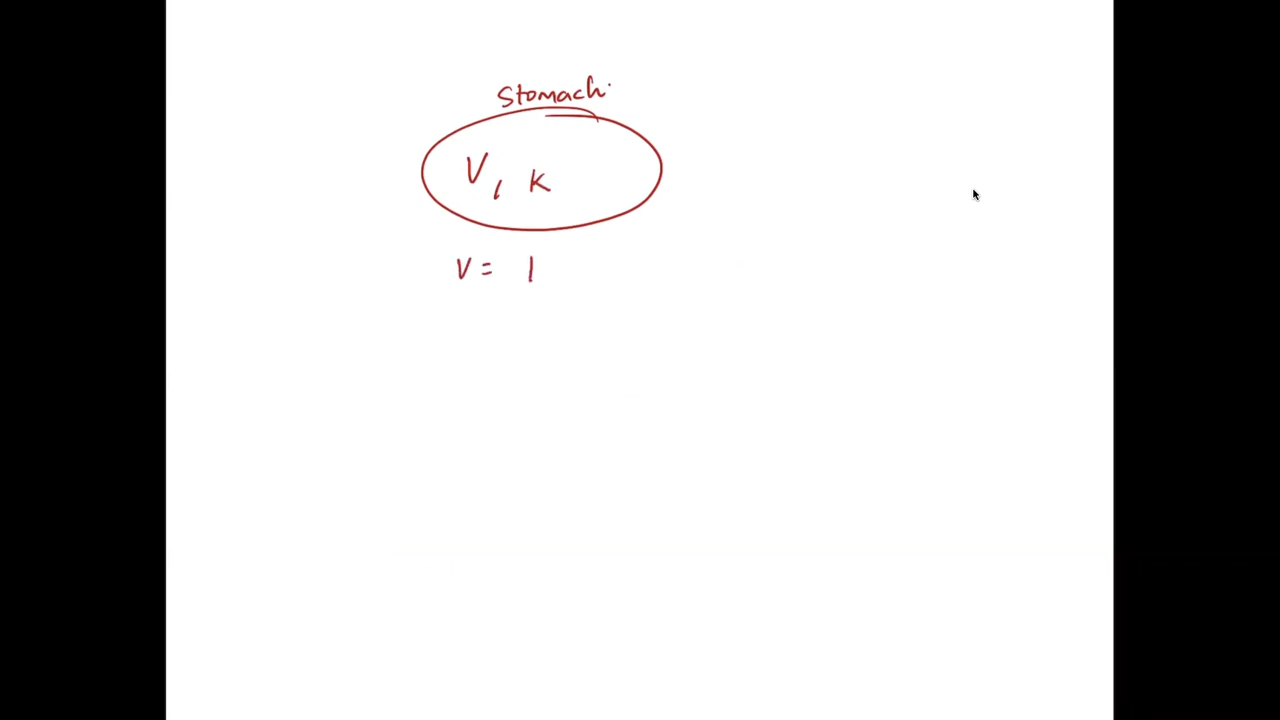 Stomach
V, K
V = 1